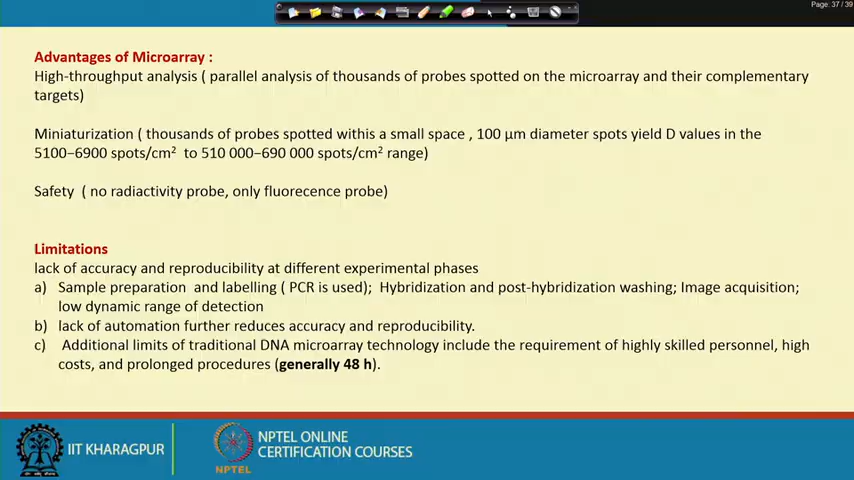 Page: 37 / 39
Advantages of Microarray :
High-throughput analysis ( parallel analysis of thousands of probes spotted on the microarray and their complementary
targets)
Miniaturization ( thousands of probes spotted withis a small space , 100 µm diameter spots yield D values in the
5100–6900 spots/cm² to 510 000–690 000 spots/cm² range)
Safety ( no radiactivity probe, only fluorecence probe)
Limitations
lack of accuracy and reproducibility at different experimental phases
a) Sample preparation and labelling ( PCR is used); Hybridization and post-hybridization washing; Image acquisition;
low dynamic range of detection
b) lack of automation further reduces accuracy and reproducibility.
c) Additional limits of traditional DNA microarray technology include the requirement of highly skilled personnel, high
costs, and prolonged procedures (generally 48 h).
IIT KHARAGPUR
NPTEL
NPTEL ONLINE
CERTIFICATION COURSES